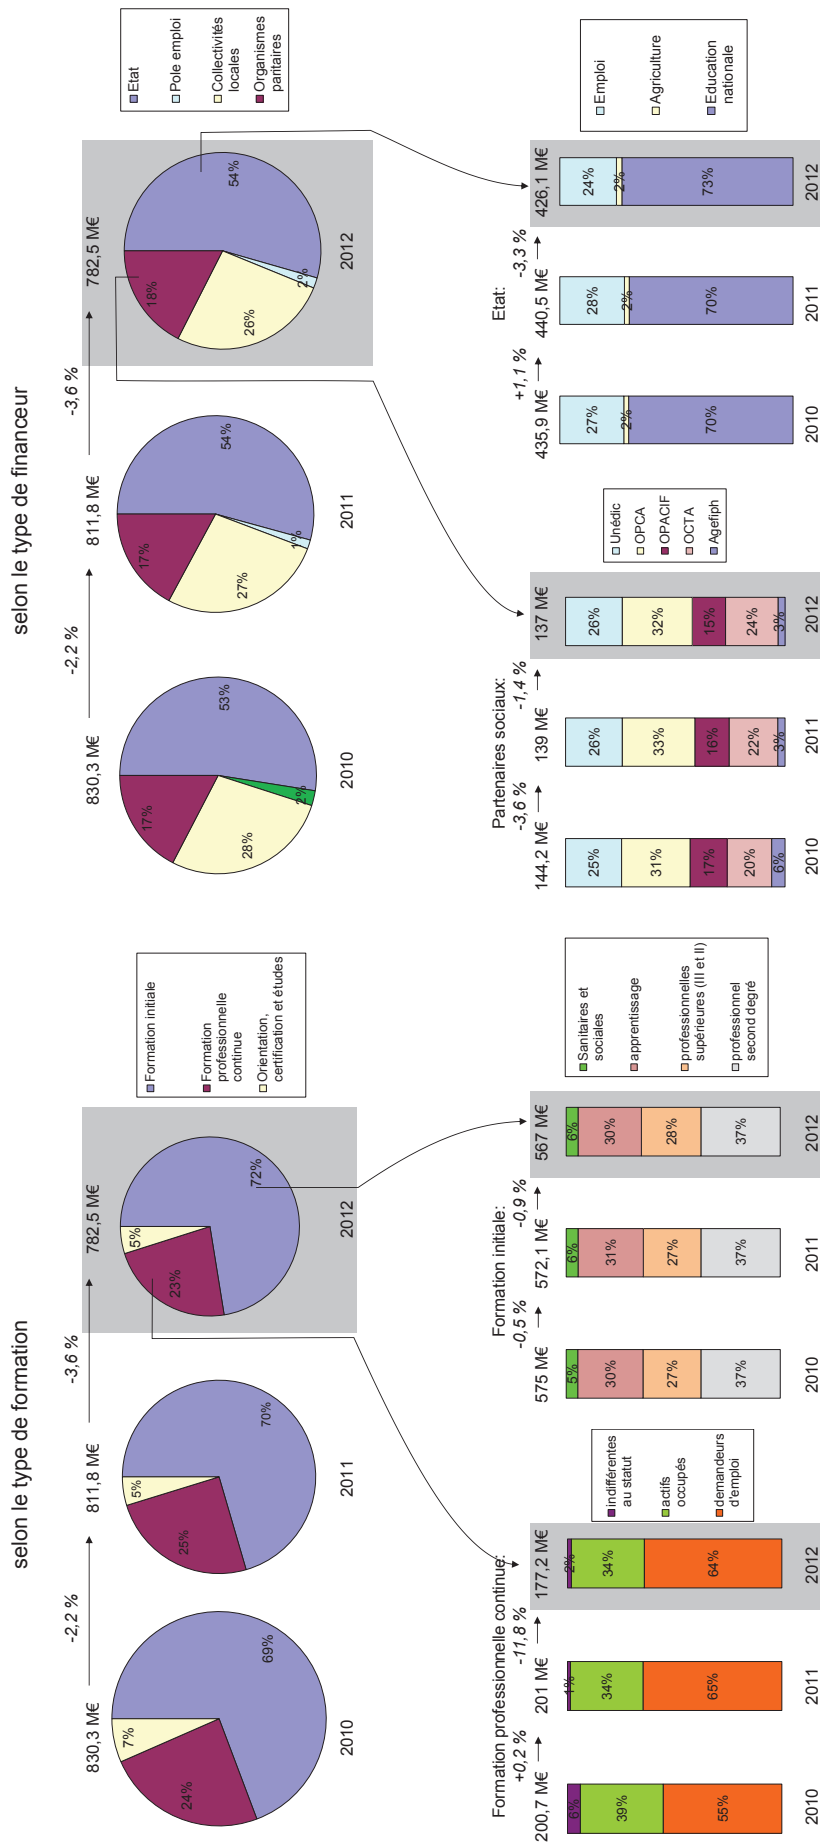 selon le type de formation
830,3 M€
-2,2 %
811,8 M€
-3,6 %
782,5 M€
7%
24%
69%
2010
5%
25%
70%
2011
5%
23%
72%
2012
Formation initiale
Formation
professionnelle
continue
Orientation,
certification et études
Formation professionnelle continue:
200,7 M€
+0,2 %
201 M€
-11,8 %
177,2 M€
6%
39%
55%
2010
1%
34%
65%
2011
2%
34%
64%
2012
indifférentes
au statut
actifs
occupés
demandeurs
d'emploi
Formation initiale:
575 M€
-0,5 %
572,1 M€
-0,9 %
567 M€
5%
30%
27%
37%
2010
6%
31%
27%
37%
2011
6%
30%
28%
37%
2012
Sanitaires et
sociales
apprentissage
professionnelles
supérieures (III et II)
professionnel
second degré
selon le type de financeur
830,3 M€
-2,2 %
811,8 M€
-3,6 %
782,5 M€
17%
28%
2%
53%
2010
17%
27%
1%
54%
2011
18%
26%
2%
54%
2012
Etat
Pole emploi
Collectivités
locales
Organismes
paritaires
Partenaires sociaux:
144,2 M€
-3,6 %
139 M€
-1,4 %
137 M€
25%
31%
17%
20%
6%
2010
26%
33%
16%
22%
3%
2011
26%
32%
15%
24%
3%
2012
Unédic
OPCA
OPACIF
OCTA
Agefiph
Etat:
435,9 M€
+1,1 %
440,5 M€
-3,3 %
426,1 M€
27%
2%
70%
2010
28%
2%
70%
2011
24%
2%
73%
2012
Emploi
Agriculture
Education
nationale